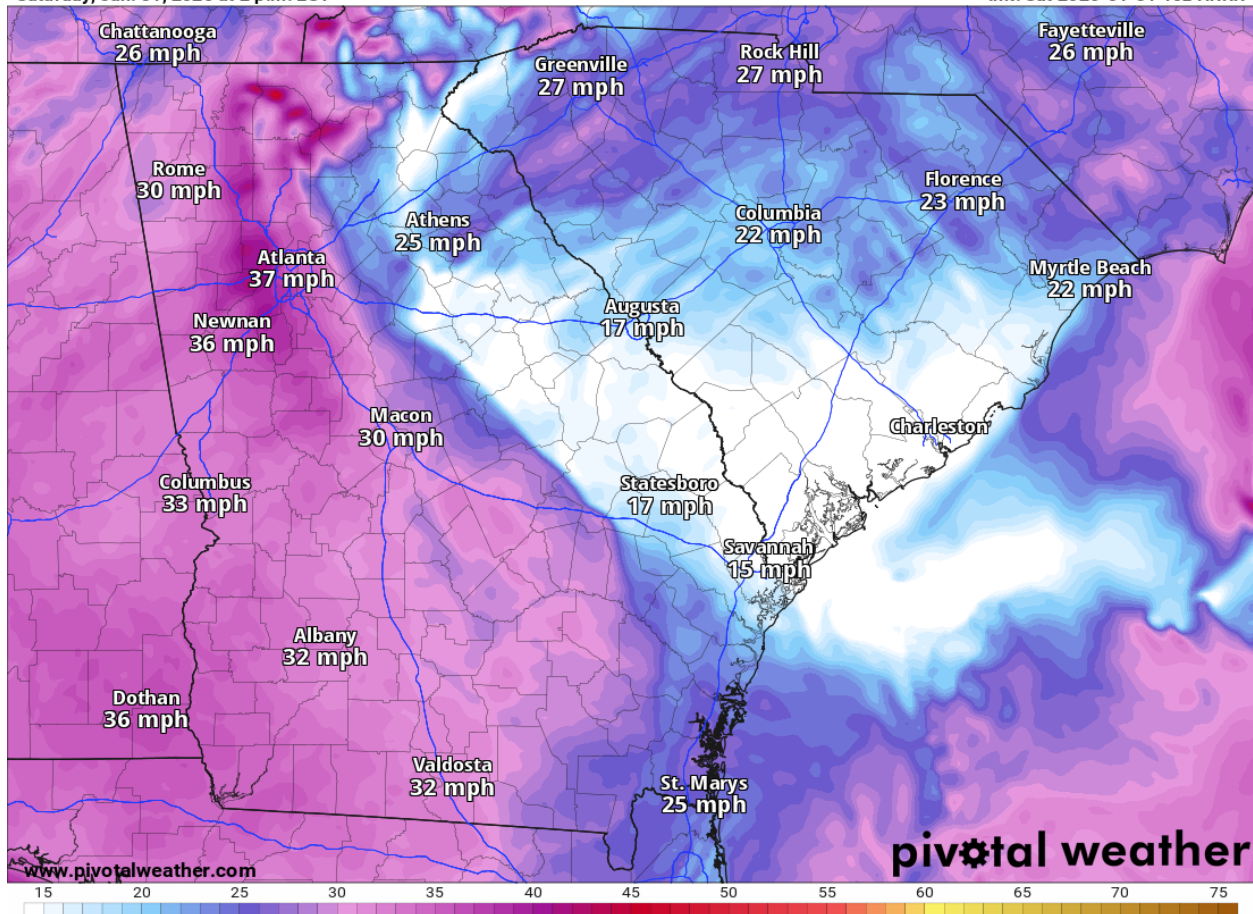 Chattanooga
26 mph
Greenville
27 mph
Rock Hill
27 mph
Fayetteville
26 mph
Rome
30 mph
Athens
25 mph
Columbia
22 mph
Florence
23 mph
Atlanta
37 mph
Myrtle Beach
22 mph
Newnan
36 mph
Augusta
17 mph
Macon
30 mph
Charleston
Columbus
33 mph
Statesboro
17 mph
Savannah
15 mph
Albany
32 mph
Dothan
36 mph
Valdosta
32 mph
St. Marys
25 mph
www.pivotalweather.com
pivotal weather
15 20 25 30 35 40 45 50 55 60 65 70 75